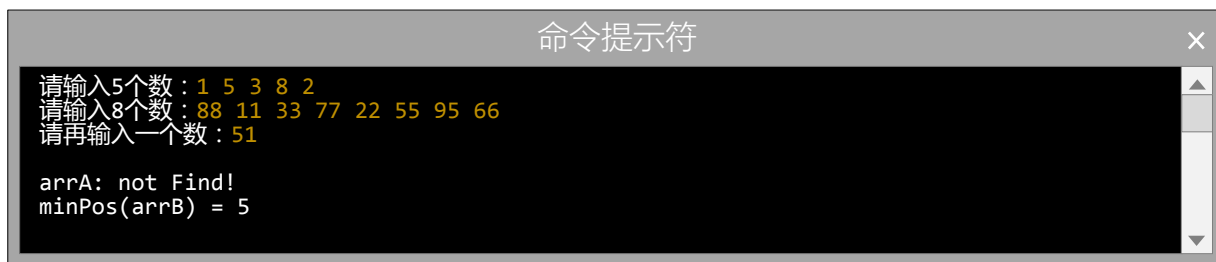 命令提示符 ×
请输入5个数：1 5 3 8 2
请输入8个数：88 11 33 77 22 55 95 66
请再输入一个数：51
arrA: not Find!
minPos(arrB) = 5